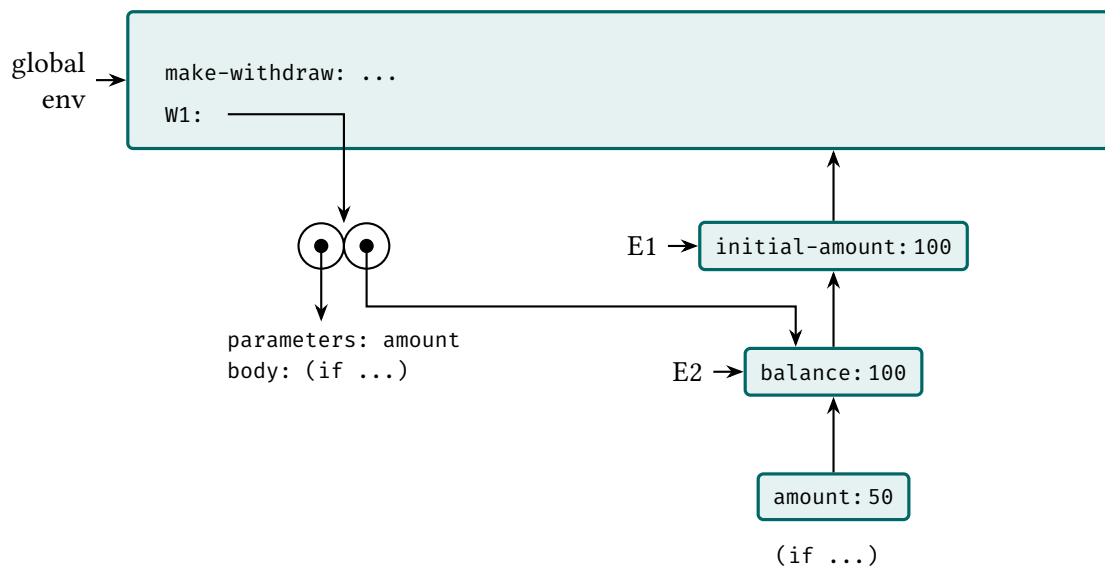 global
env
make-withdraw: ...
W1:
E1
initial-amount: 100
parameters: amount
body: (if ...)
E2
balance: 100
amount: 50
(if ...)